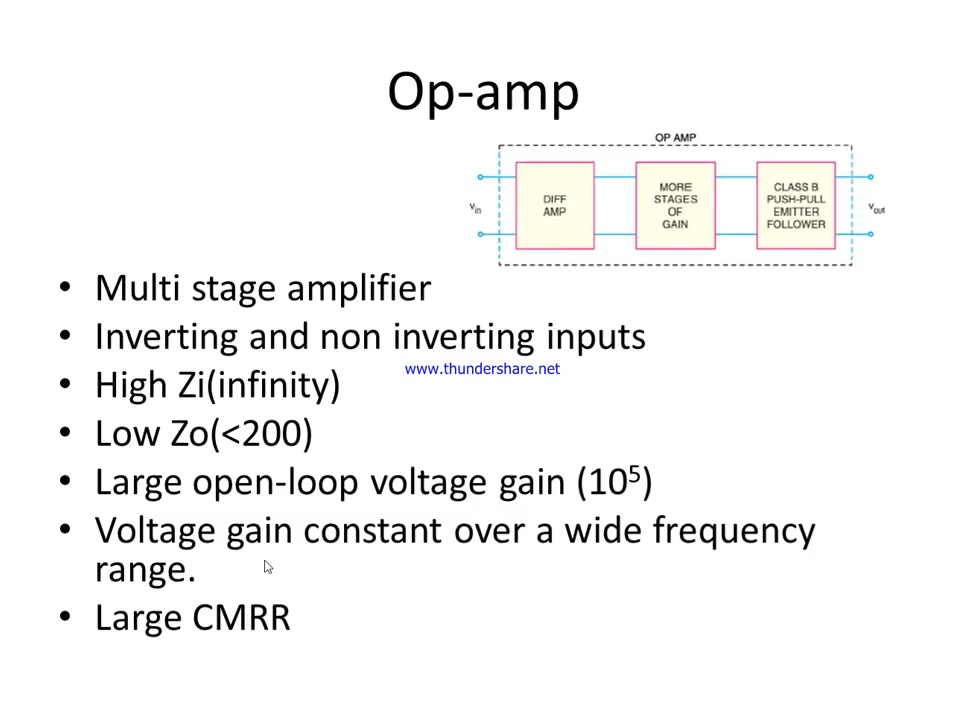 Op-amp
OP AMP
DIFF
AMP
MORE
STAGES
OF
GAIN
CLASS B
PUSH-PULL
EMITTER
FOLLOWER
vin
vout
• Multi stage amplifier
• Inverting and non inverting inputs
www.thundershare.net
• High Zi(infinity)
• Low Zo(<200)
• Large open-loop voltage gain (10⁵)
• Voltage gain constant over a wide frequency
range.
• Large CMRR